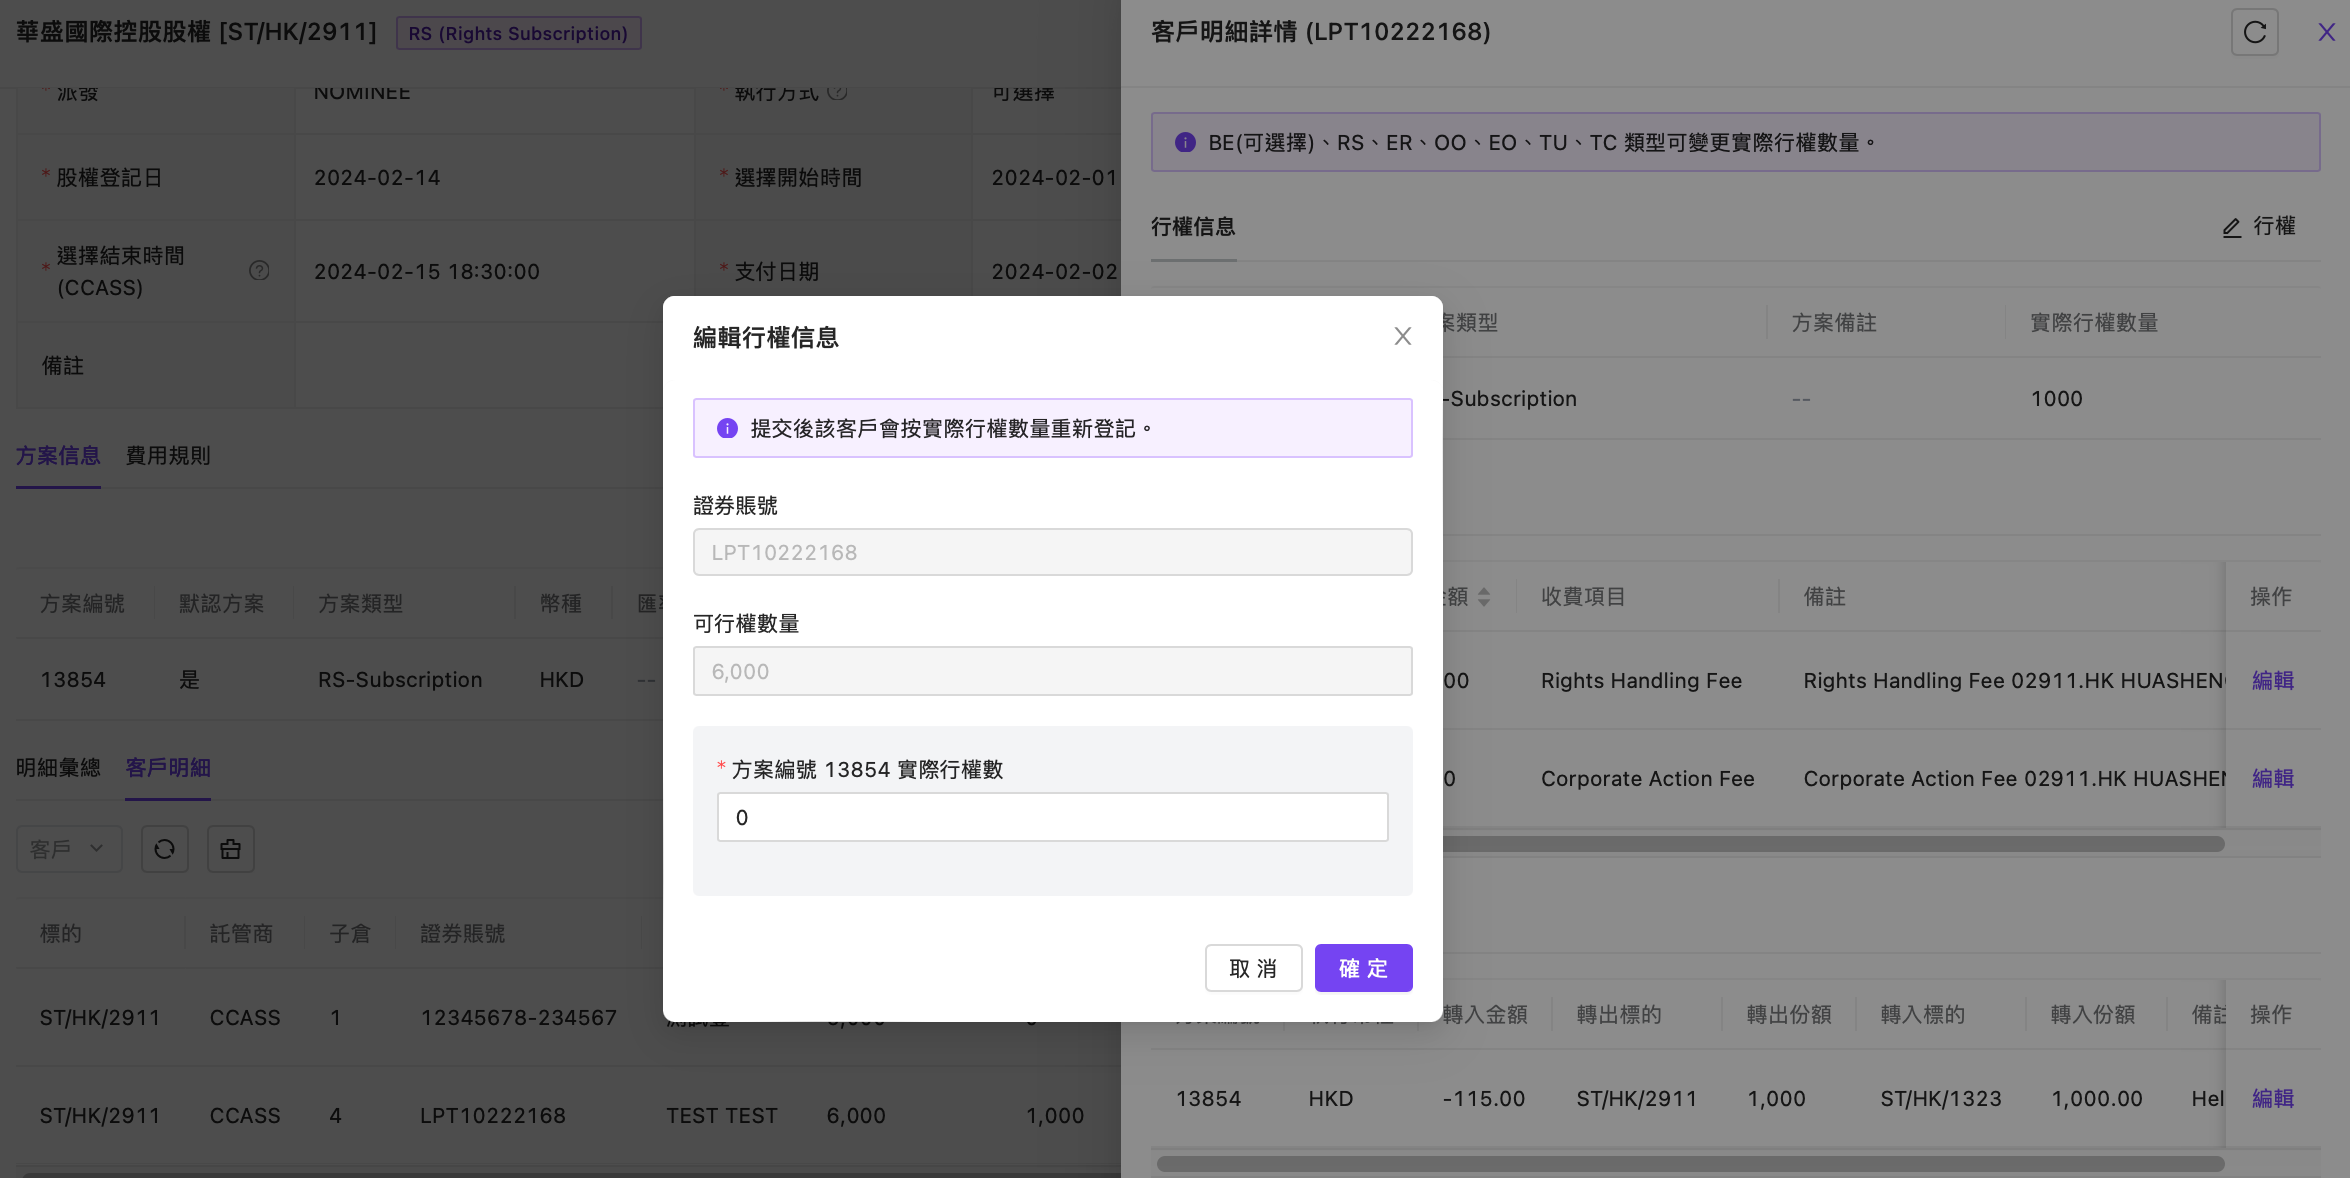 華盛國際控股股權 [ST/HK/2911] RS (Rights Subscription)
* 派發 NOMINEE * 執行方式 可選擇
* 股權登記日 2024-02-14 * 選擇開始時間 2024-02-01
* 選擇結束時間 (CCASS) 2024-02-15 18:30:00 * 支付日期 2024-02-02
備註
方案信息 費用規則
方案編號 默認方案 方案類型 幣種
13854 是 RS-Subscription HKD --
明細彙總 客戶明細
客戶
標的 託管商 子倉 證券賬號
ST/HK/2911 CCASS 1 12345678-234567
ST/HK/2911 CCASS 4 LPT10222168 TEST TEST 6,000 1,000
客戶明細詳情 (LPT10222168)
BE(可選擇)、RS、ER、OO、EO、TU、TC 類型可變更實際行權數量。
行權信息 行權
類型 方案備註 實際行權數量
-Subscription -- 1000
額 收費項目 備註 操作
00 Rights Handling Fee Rights Handling Fee 02911.HK HUASHENG 編輯
0 Corporate Action Fee Corporate Action Fee 02911.HK HUASHEN 編輯
轉入金額 轉出標的 轉出份額 轉入標的 轉入份額 備註 操作
13854 HKD -115.00 ST/HK/2911 1,000 ST/HK/1323 1,000.00 Hel 編輯
編輯行權信息
提交後該客戶會按實際行權數量重新登記。
證券賬號
LPT10222168
可行權數量
6,000
* 方案編號 13854 實際行權數
0
取 消 確 定